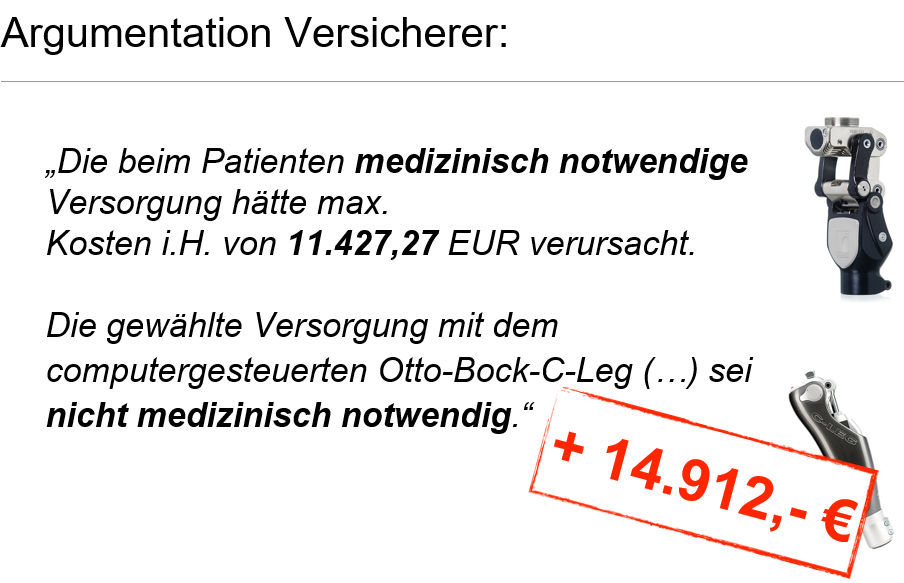 Argumentation Versicherer:
„Die beim Patienten medizinisch notwendige
Versorgung hätte max.
Kosten i.H. von 11.427,27 EUR verursacht.
Die gewählte Versorgung mit dem
computergesteuerten Otto-Bock-C-Leg (…) sei
nicht medizinisch notwendig.“
C-LEG
+ 14.912,- €